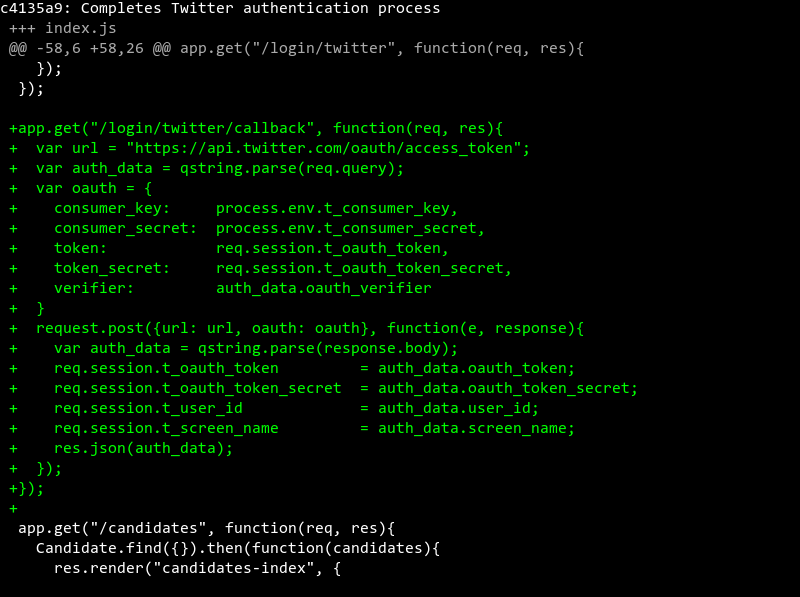 c4135a9: Completes Twitter authentication process
+++ index.js
@@ -58,6 +58,26 @@ app.get("/login/twitter", function(req, res){
   });
 });

+app.get("/login/twitter/callback", function(req, res){
+  var url = "https://api.twitter.com/oauth/access_token";
+  var auth_data = qstring.parse(req.query);
+  var oauth = {
+    consumer_key:     process.env.t_consumer_key,
+    consumer_secret:  process.env.t_consumer_secret,
+    token:            req.session.t_oauth_token,
+    token_secret:     req.session.t_oauth_token_secret,
+    verifier:         auth_data.oauth_verifier
+  }
+  request.post({url: url, oauth: oauth}, function(e, response){
+    var auth_data = qstring.parse(response.body);
+    req.session.t_oauth_token         = auth_data.oauth_token;
+    req.session.t_oauth_token_secret  = auth_data.oauth_token_secret;
+    req.session.t_user_id             = auth_data.user_id;
+    req.session.t_screen_name         = auth_data.screen_name;
+    res.json(auth_data);
+  });
+});
+
 app.get("/candidates", function(req, res){
   Candidate.find({}).then(function(candidates){
     res.render("candidates-index", {